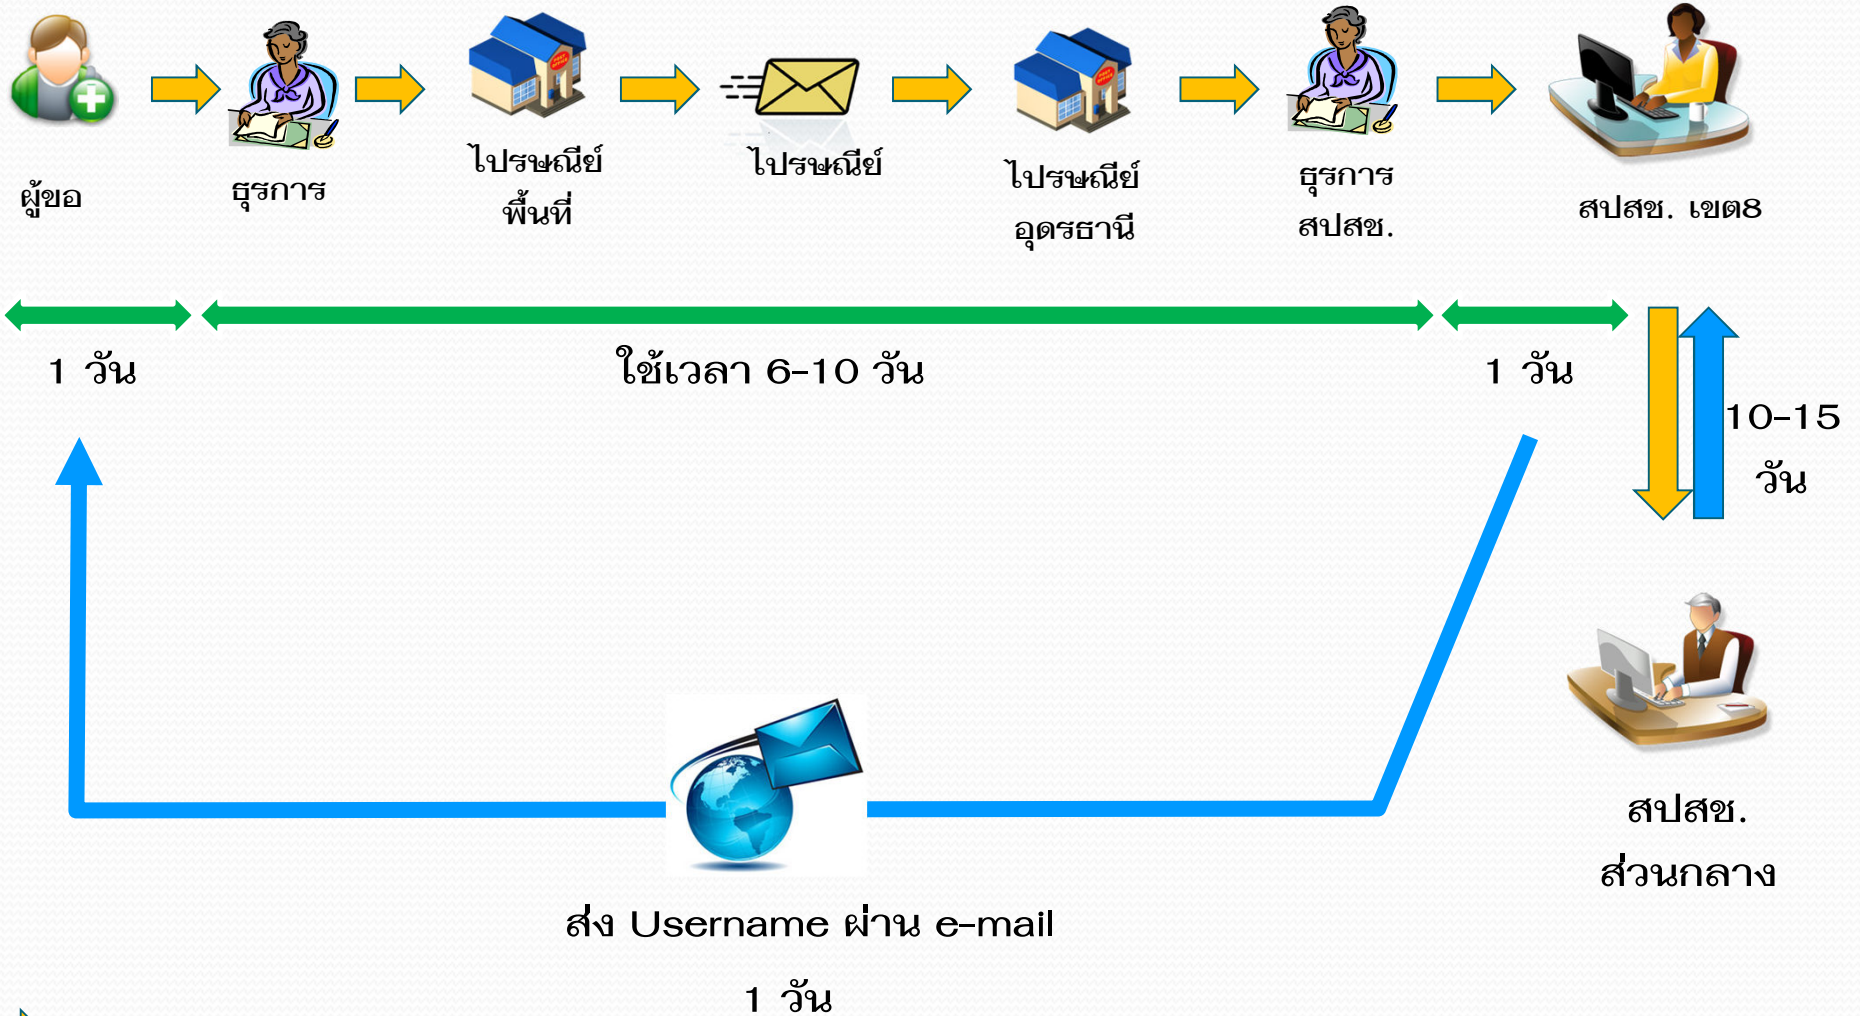 ผู้ขอ
ธุรการ
ไปรษณีย์
พื้นที่
ไปรษณีย์
ไปรษณีย์
อุดรธานี
ธุรการ
สปสช.
สปสช. เขต8
1 วัน
ใช้เวลา 6-10 วัน
1 วัน
10-15
วัน
สปสช.
ส่วนกลาง
ส่ง Username ผ่าน e-mail
1 วัน